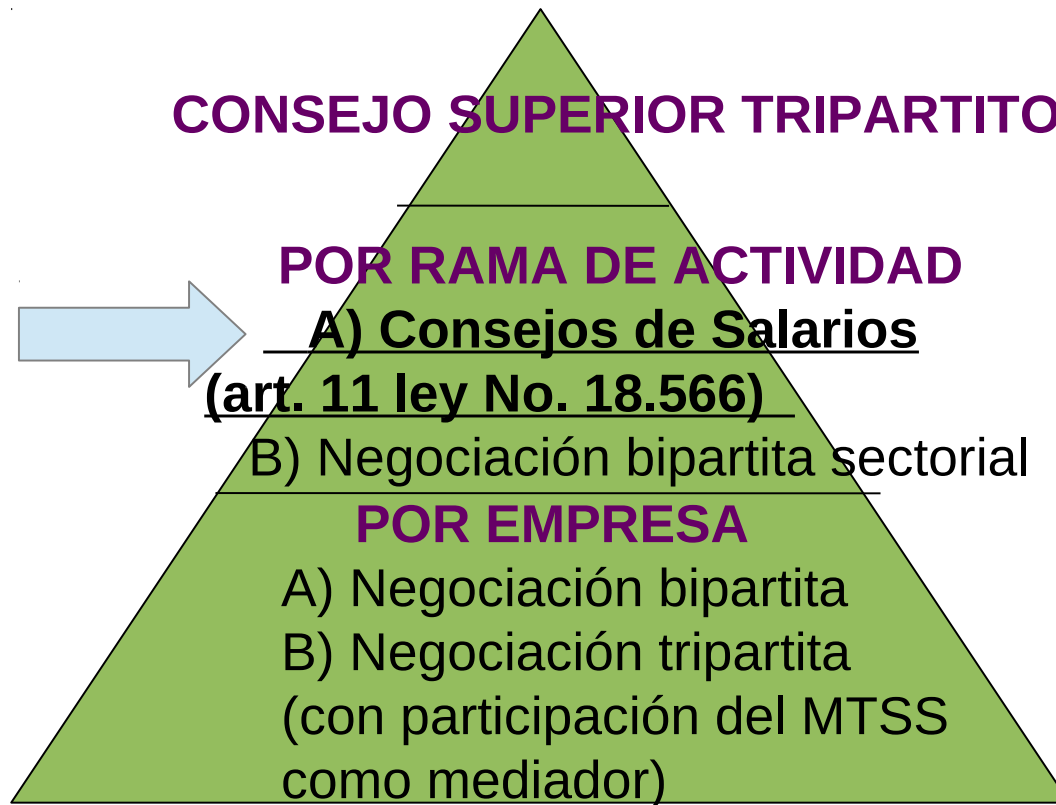 CONSEJO SUPERIOR TRIPARTITO
POR RAMA DE ACTIVIDAD
A) Consejos de Salarios
(art. 11 ley No. 18.566)
B) Negociación bipartita sectorial
POR EMPRESA
A) Negociación bipartita
B) Negociación tripartita
(con participación del MTSS
como mediador)